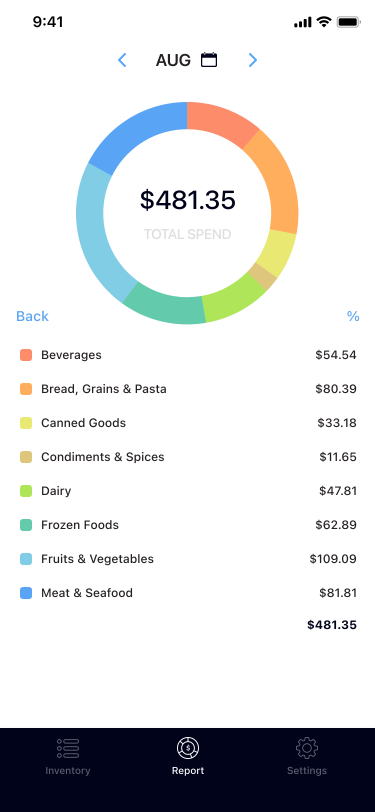 9:41
AUG
$481.35
TOTAL SPEND
Back %
Beverages $54.54
Bread, Grains & Pasta $80.39
Canned Goods $33.18
Condiments & Spices $11.65
Dairy $47.81
Frozen Foods $62.89
Fruits & Vegetables $109.09
Meat & Seafood $81.81
$481.35
Inventory Report Settings